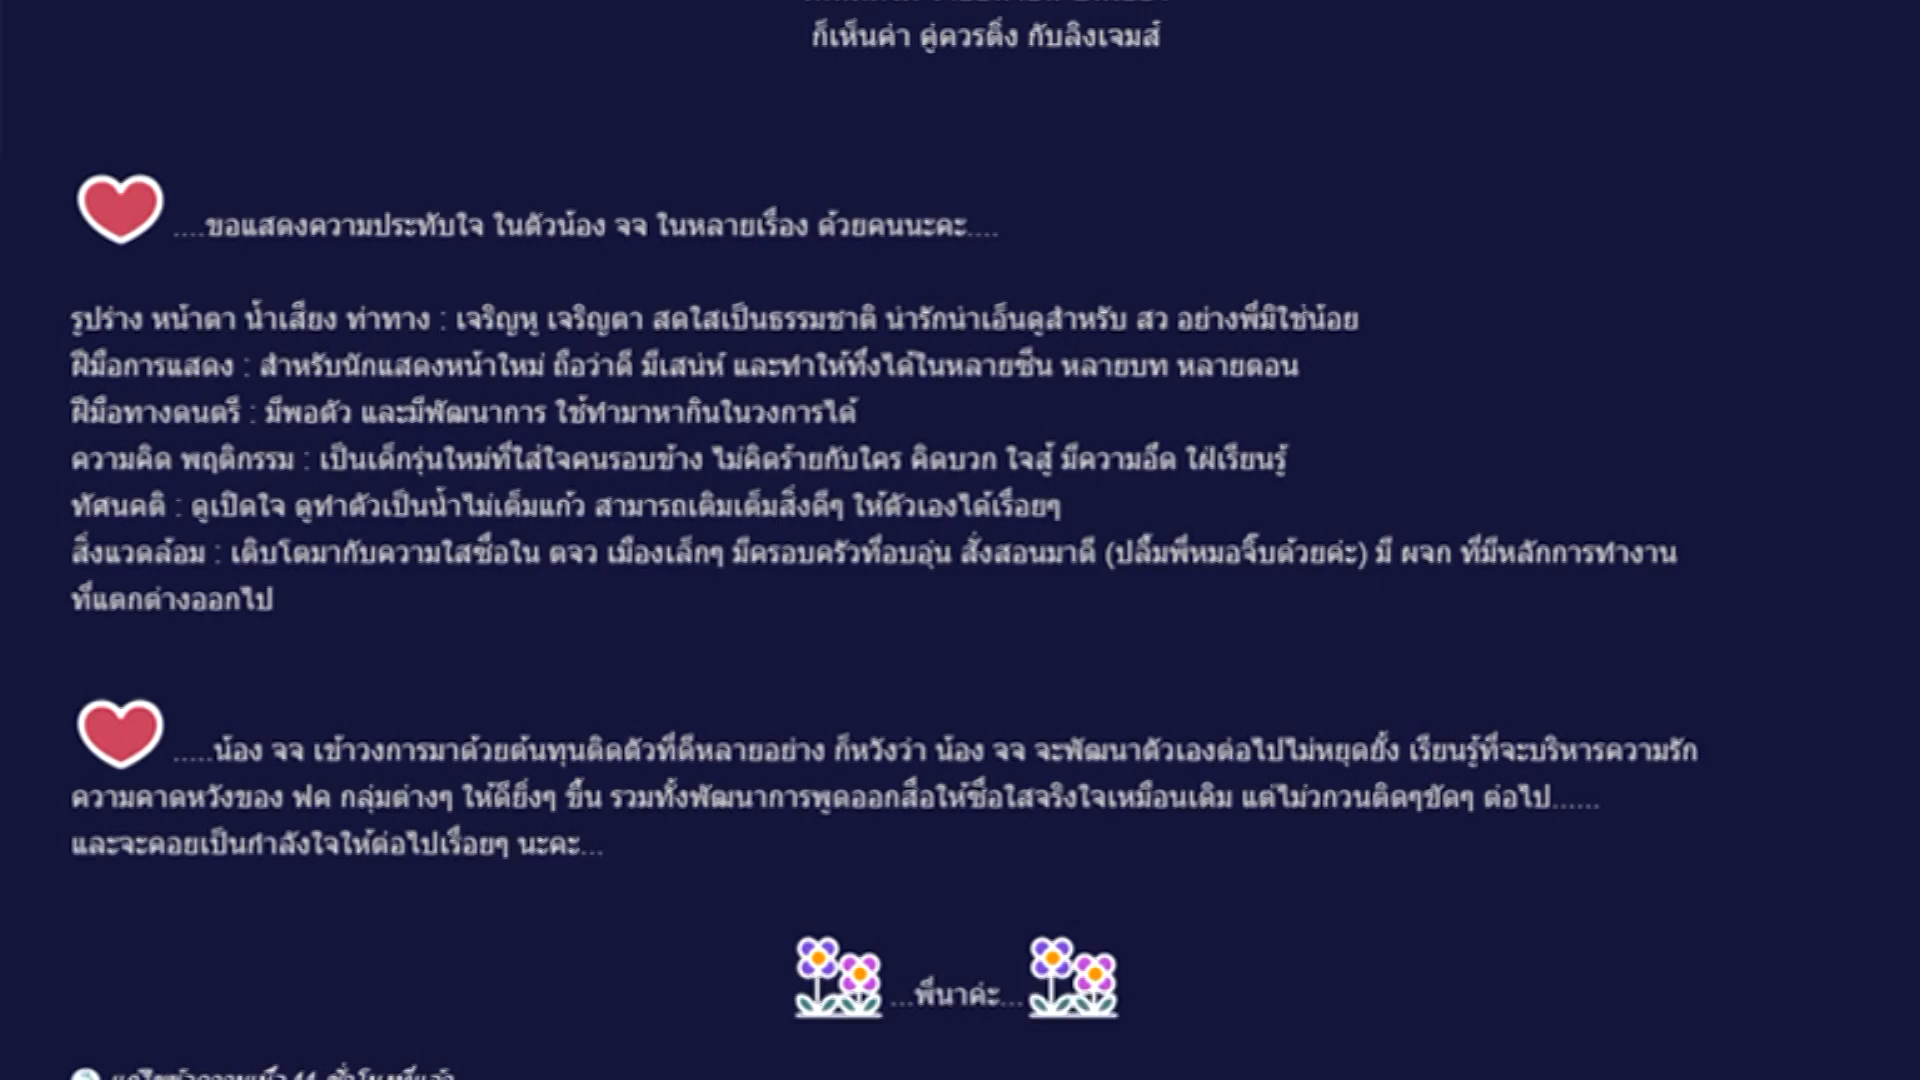 ก็เห็นค่า คู่ควรติ่ง กับลิงเจมส์
....ขอแสดงความประทับใจ ในตัวน้อง จจ ในหลายเรื่อง ด้วยคนนะคะ....
รูปร่าง หน้าตา น้ำเสียง ท่าทาง : เจริญหู เจริญตา สดใสเป็นธรรมชาติ น่ารักน่าเอ็นดูสำหรับ สว อย่างพี่มิใช่น้อย
ฝีมือการแสดง : สำหรับนักแสดงหน้าใหม่ ถือว่าดี มีเสน่ห์ และทำให้ทึ่งได้ในหลายซีน หลายบท หลายตอน
ฝีมือทางดนตรี : มีพอตัว และมีพัฒนาการ ใช้ทำมาหากินในวงการได้
ความคิด พฤติกรรม : เป็นเด็กรุ่นใหม่ที่ใส่ใจคนรอบข้าง ไม่คิดร้ายกับใคร คิดบวก ใจสู้ มีความอึด ใฝ่เรียนรู้
ทัศนคติ : ดูเปิดใจ ดูทำตัวเป็นน้ำไม่เต็มแก้ว สามารถเติมเต็มสิ่งดีๆ ให้ตัวเองได้เรื่อยๆ
สิ่งแวดล้อม : เติบโตมากับความใสซื่อใน ตจว เมืองเล็กๆ มีครอบครัวที่อบอุ่น สั่งสอนมาดี (ปลื้มพี่หมอจิ๊บด้วยค่ะ) มี ผจก ที่มีหลักการทำงาน
ที่แตกต่างออกไป
.....น้อง จจ เข้าวงการมาด้วยต้นทุนติดตัวที่ดีหลายอย่าง ก็หวังว่า น้อง จจ จะพัฒนาตัวเองต่อไปไม่หยุดยั้ง เรียนรู้ที่จะบริหารความรัก
ความคาดหวังของ ฟค กลุ่มต่างๆ ให้ดียิ่งๆ ขึ้น รวมทั้งพัฒนาการพูดออกสื่อให้ซื่อใสจริงใจเหมือนเดิม แต่ไม่วกวนติดๆขัดๆ ต่อไป......
และจะคอยเป็นกำลังใจให้ต่อไปเรื่อยๆ นะคะ...
...พี่นาค่ะ...